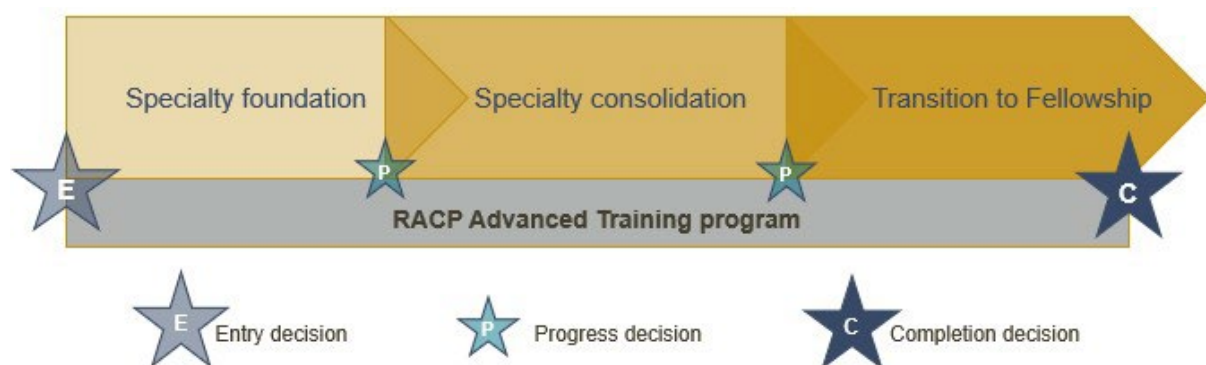 Specialty foundation
Specialty consolidation
Transition to Fellowship
E
P
P
C
RACP Advanced Training program
E
Entry decision
P
Progress decision
C
Completion decision